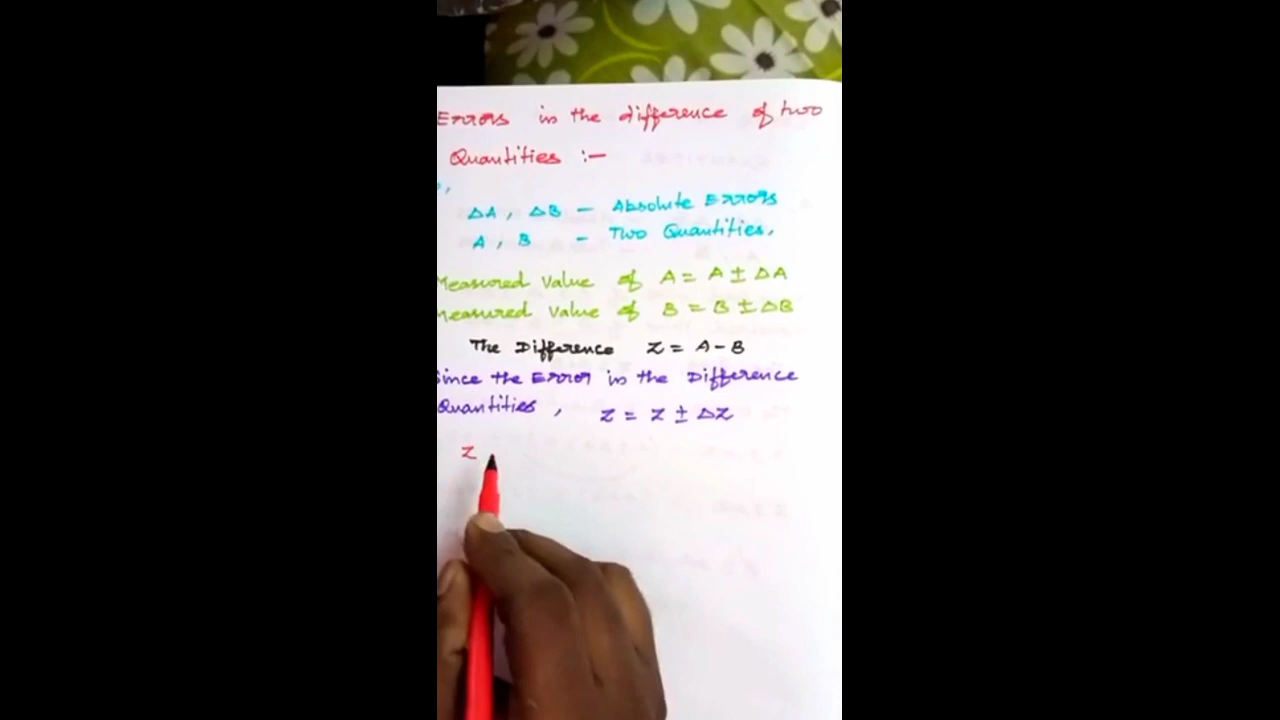 Errors in the difference of two
Quantities :-
ΔA, ΔB - Absolute Errors
A, B - Two Quantities.
Measured Value of A = A ± ΔA
Measured Value of B = B ± ΔB
The Difference Z = A - B
Since the Error in the Difference
Quantities, Z = Z ± ΔZ
Z